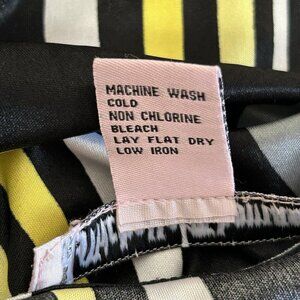 MACHINE WASH
COLD
NON CHLORINE
BLEACH
LAY FLAT DRY
LOW IRON